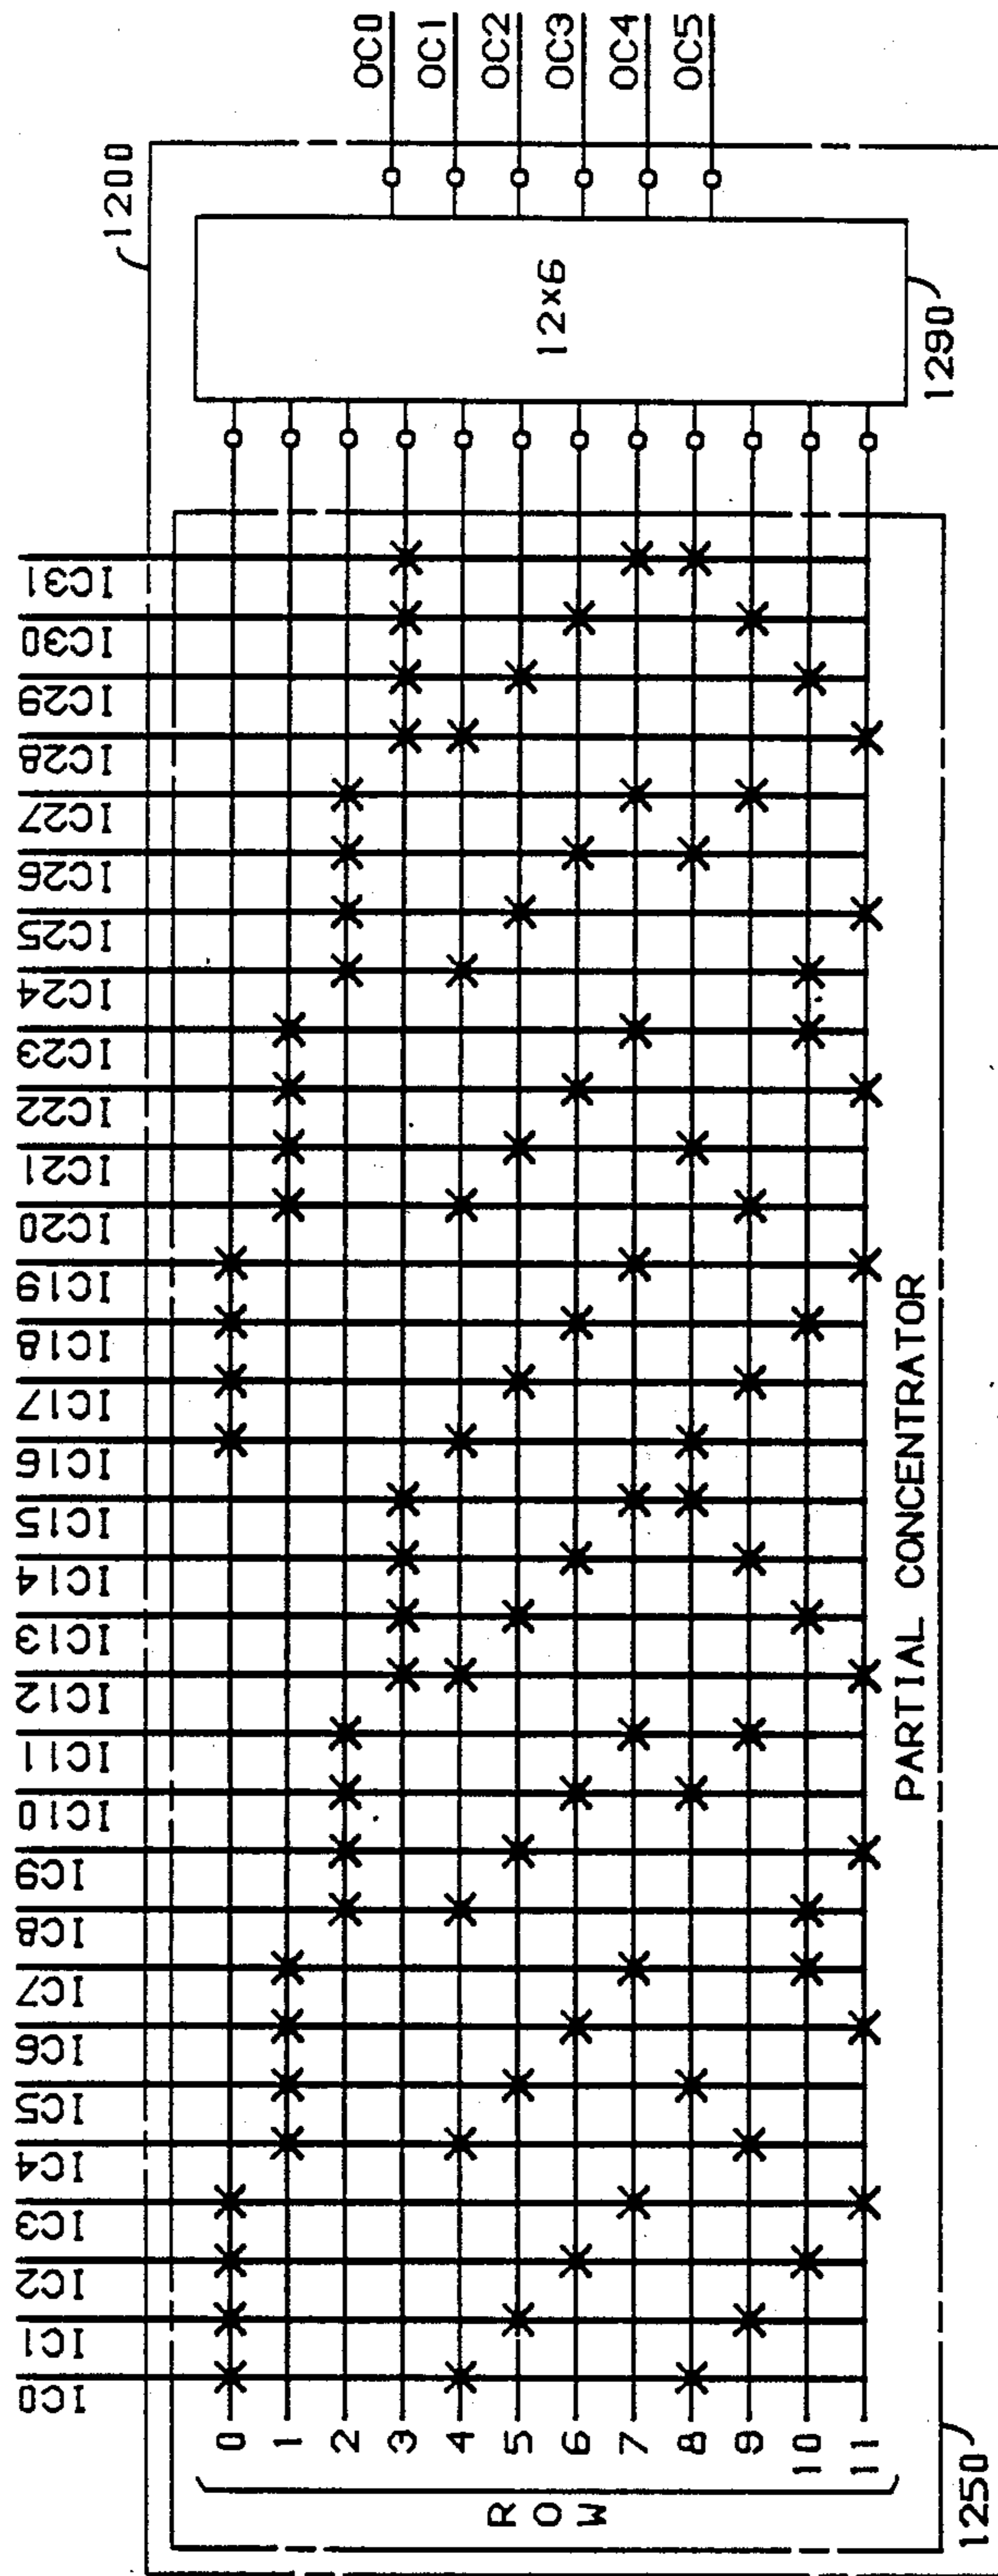 1200
IC0
IC1
IC2
IC3
IC4
IC5
IC6
IC7
IC8
IC9
IC10
IC11
IC12
IC13
IC14
IC15
IC16
IC17
IC18
IC19
IC20
IC21
IC22
IC23
IC24
IC25
IC26
IC27
IC28
IC29
IC30
IC31
ROW
0
1
2
3
4
5
6
7
8
9
10
11
12×6
OC0
OC1
OC2
OC3
OC4
OC5
PARTIAL CONCENTRATOR
1250
1290